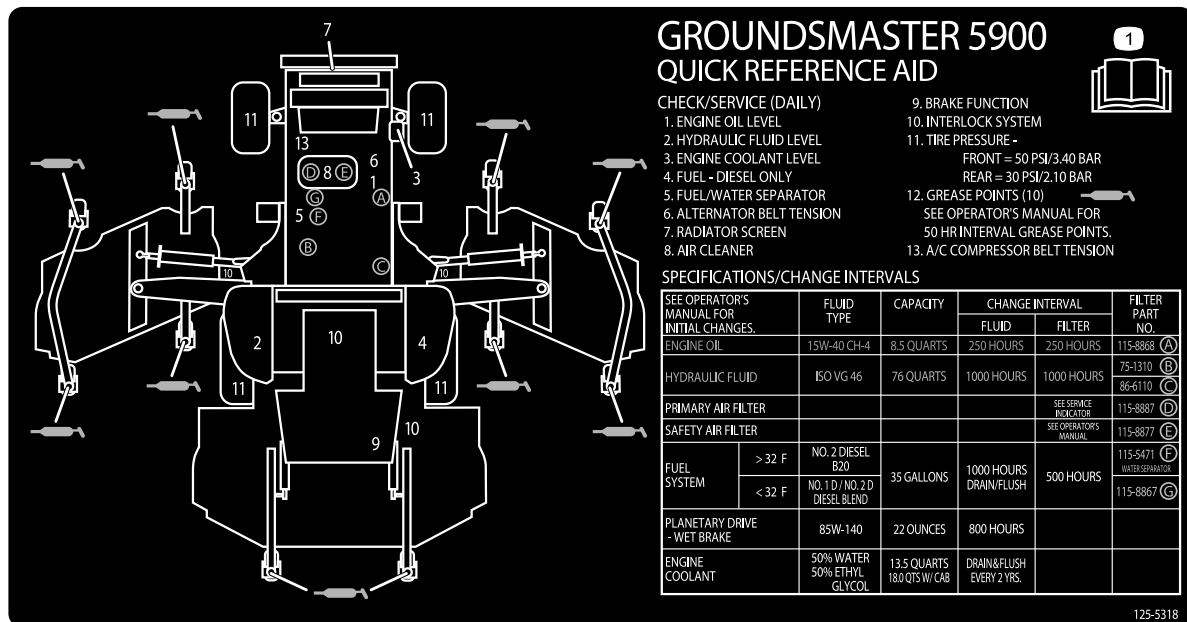 7
11
11
13
D 8 E
6
1
3
G
A
5 F
B
C
10
10
2
10
4
11
11
10
9
GROUNDSMASTER 5900
QUICK REFERENCE AID
1
CHECK/SERVICE (DAILY)
1. ENGINE OIL LEVEL
2. HYDRAULIC FLUID LEVEL
3. ENGINE COOLANT LEVEL
4. FUEL - DIESEL ONLY
5. FUEL/WATER SEPARATOR
6. ALTERNATOR BELT TENSION
7. RADIATOR SCREEN
8. AIR CLEANER
9. BRAKE FUNCTION
10. INTERLOCK SYSTEM
11. TIRE PRESSURE -
FRONT = 50 PSI/3.40 BAR
REAR = 30 PSI/2.10 BAR
12. GREASE POINTS (10)
SEE OPERATOR'S MANUAL FOR
50 HR INTERVAL GREASE POINTS.
13. A/C COMPRESSOR BELT TENSION
SPECIFICATIONS/CHANGE INTERVALS
SEE OPERATOR'S
MANUAL FOR
INITIAL CHANGES.
FLUID
TYPE
CAPACITY
CHANGE INTERVAL
FLUID
FILTER
FILTER
PART
NO.
ENGINE OIL
15W-40 CH-4
8.5 QUARTS
250 HOURS
250 HOURS
115-8868 A
HYDRAULIC FLUID
ISO VG 46
76 QUARTS
1000 HOURS
1000 HOURS
75-1310 B
86-6110 C
PRIMARY AIR FILTER
SEE SERVICE
INDICATOR
115-8887 D
SAFETY AIR FILTER
SEE OPERATOR'S
MANUAL
115-8877 E
FUEL
SYSTEM
> 32 F
NO. 2 DIESEL
B20
< 32 F
NO. 1 D / NO. 2 D
DIESEL BLEND
35 GALLONS
1000 HOURS
DRAIN/FLUSH
500 HOURS
115-5471 F
WATER SEPARATOR
115-8867 G
PLANETARY DRIVE
- WET BRAKE
85W-140
22 OUNCES
800 HOURS
ENGINE
COOLANT
50% WATER
50% ETHYL
GLYCOL
13.5 QUARTS
18.0 QTS W/ CAB
DRAIN&FLUSH
EVERY 2 YRS.
125-5318